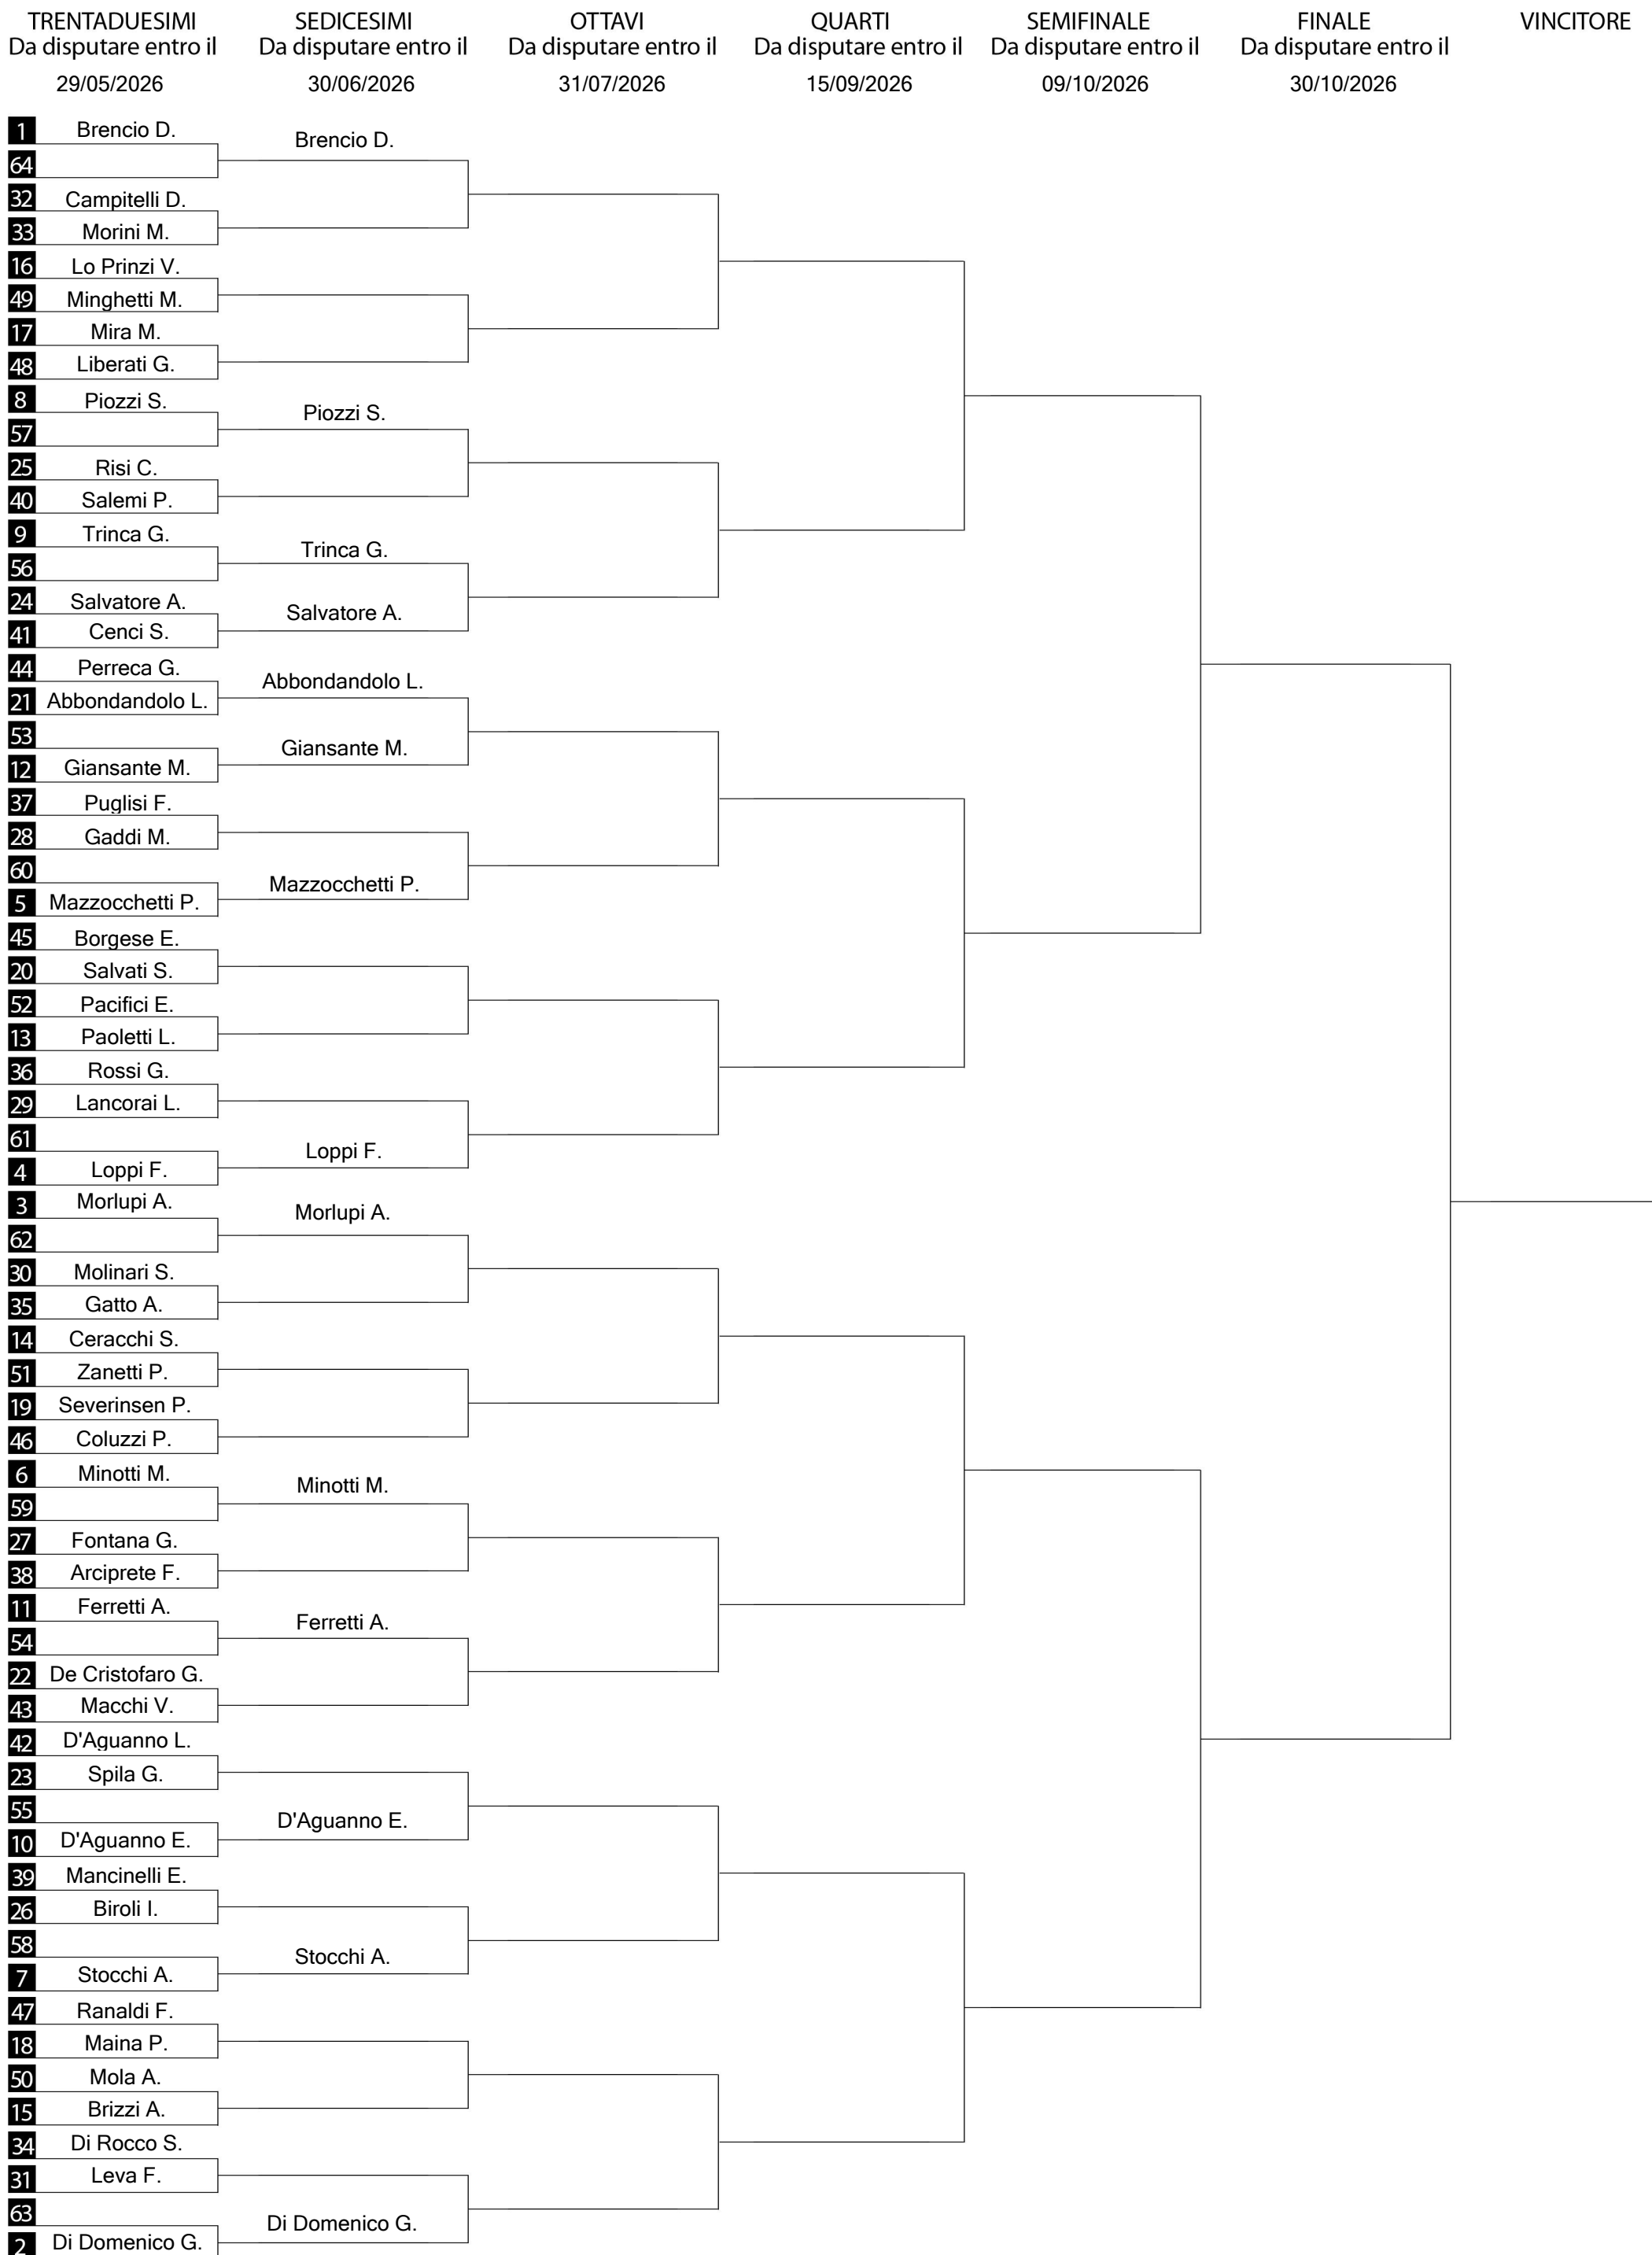 TRENTADUESIMI SEDICESIMI OTTAVI QUARTI SEMIFINALE FINALE VINCITORE
Da disputare entro il Da disputare entro il Da disputare entro il Da disputare entro il Da disputare entro il Da disputare entro il
29/05/2026 30/06/2026 31/07/2026 15/09/2026 09/10/2026 30/10/2026
1 Brencio D.
Brencio D.
64
32 Campitelli D.
33 Morini M.
16 Lo Prinzi V.
49 Minghetti M.
17 Mira M.
48 Liberati G.
8 Piozzi S.
Piozzi S.
57
25 Risi C.
40 Salemi P.
9 Trinca G.
Trinca G.
56
24 Salvatore A.
Salvatore A.
41 Cenci S.
44 Perreca G.
Abbondandolo L.
21 Abbondandolo L.
53
Giansante M.
12 Giansante M.
37 Puglisi F.
28 Gaddi M.
60
Mazzocchetti P.
5 Mazzocchetti P.
45 Borgese E.
20 Salvati S.
52 Pacifici E.
13 Paoletti L.
36 Rossi G.
29 Lancorai L.
61
Loppi F.
4 Loppi F.
3 Morlupi A.
Morlupi A.
62
30 Molinari S.
35 Gatto A.
14 Ceracchi S.
51 Zanetti P.
19 Severinsen P.
46 Coluzzi P.
6 Minotti M.
Minotti M.
59
27 Fontana G.
38 Arciprete F.
11 Ferretti A.
Ferretti A.
54
22 De Cristofaro G.
43 Macchi V.
42 D'Aguanno L.
23 Spila G.
55
D'Aguanno E.
10 D'Aguanno E.
39 Mancinelli E.
26 Biroli I.
58
Stocchi A.
7 Stocchi A.
47 Ranaldi F.
18 Maina P.
50 Mola A.
15 Brizzi A.
34 Di Rocco S.
31 Leva F.
63
Di Domenico G.
2 Di Domenico G.